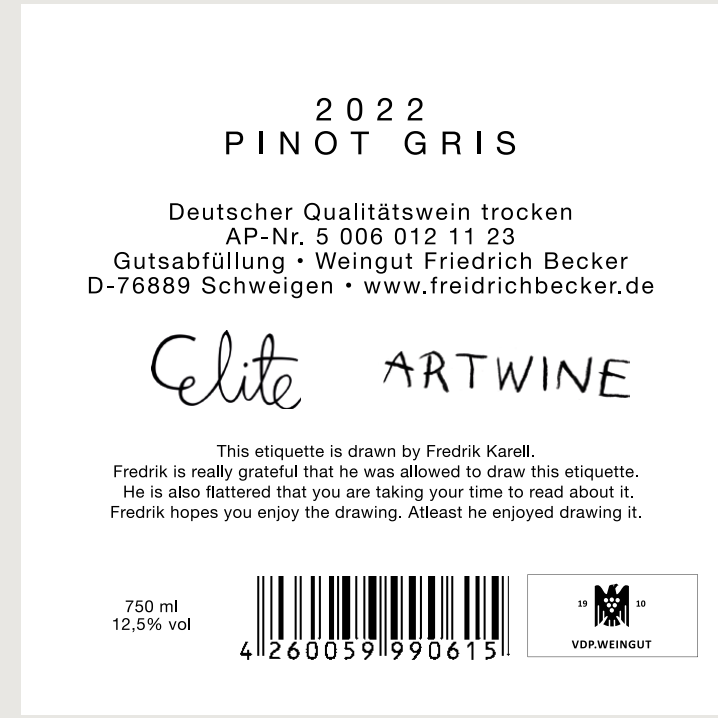 2022
PINOT GRIS
Deutscher Qualitätswein trocken
AP-Nr. 5 006 012 11 23
Gutsabfüllung • Weingut Friedrich Becker
D-76889 Schweigen • www.freidrichbecker.de
Celite ARTWINE
This etiquette is drawn by Fredrik Karell.
Fredrik is really grateful that he was allowed to draw this etiquette.
He is also flattered that you are taking your time to read about it.
Fredrik hopes you enjoy the drawing. Atleast he enjoyed drawing it.
750 ml
12,5% vol
4 260059 990615
19 10
VDP.WEINGUT